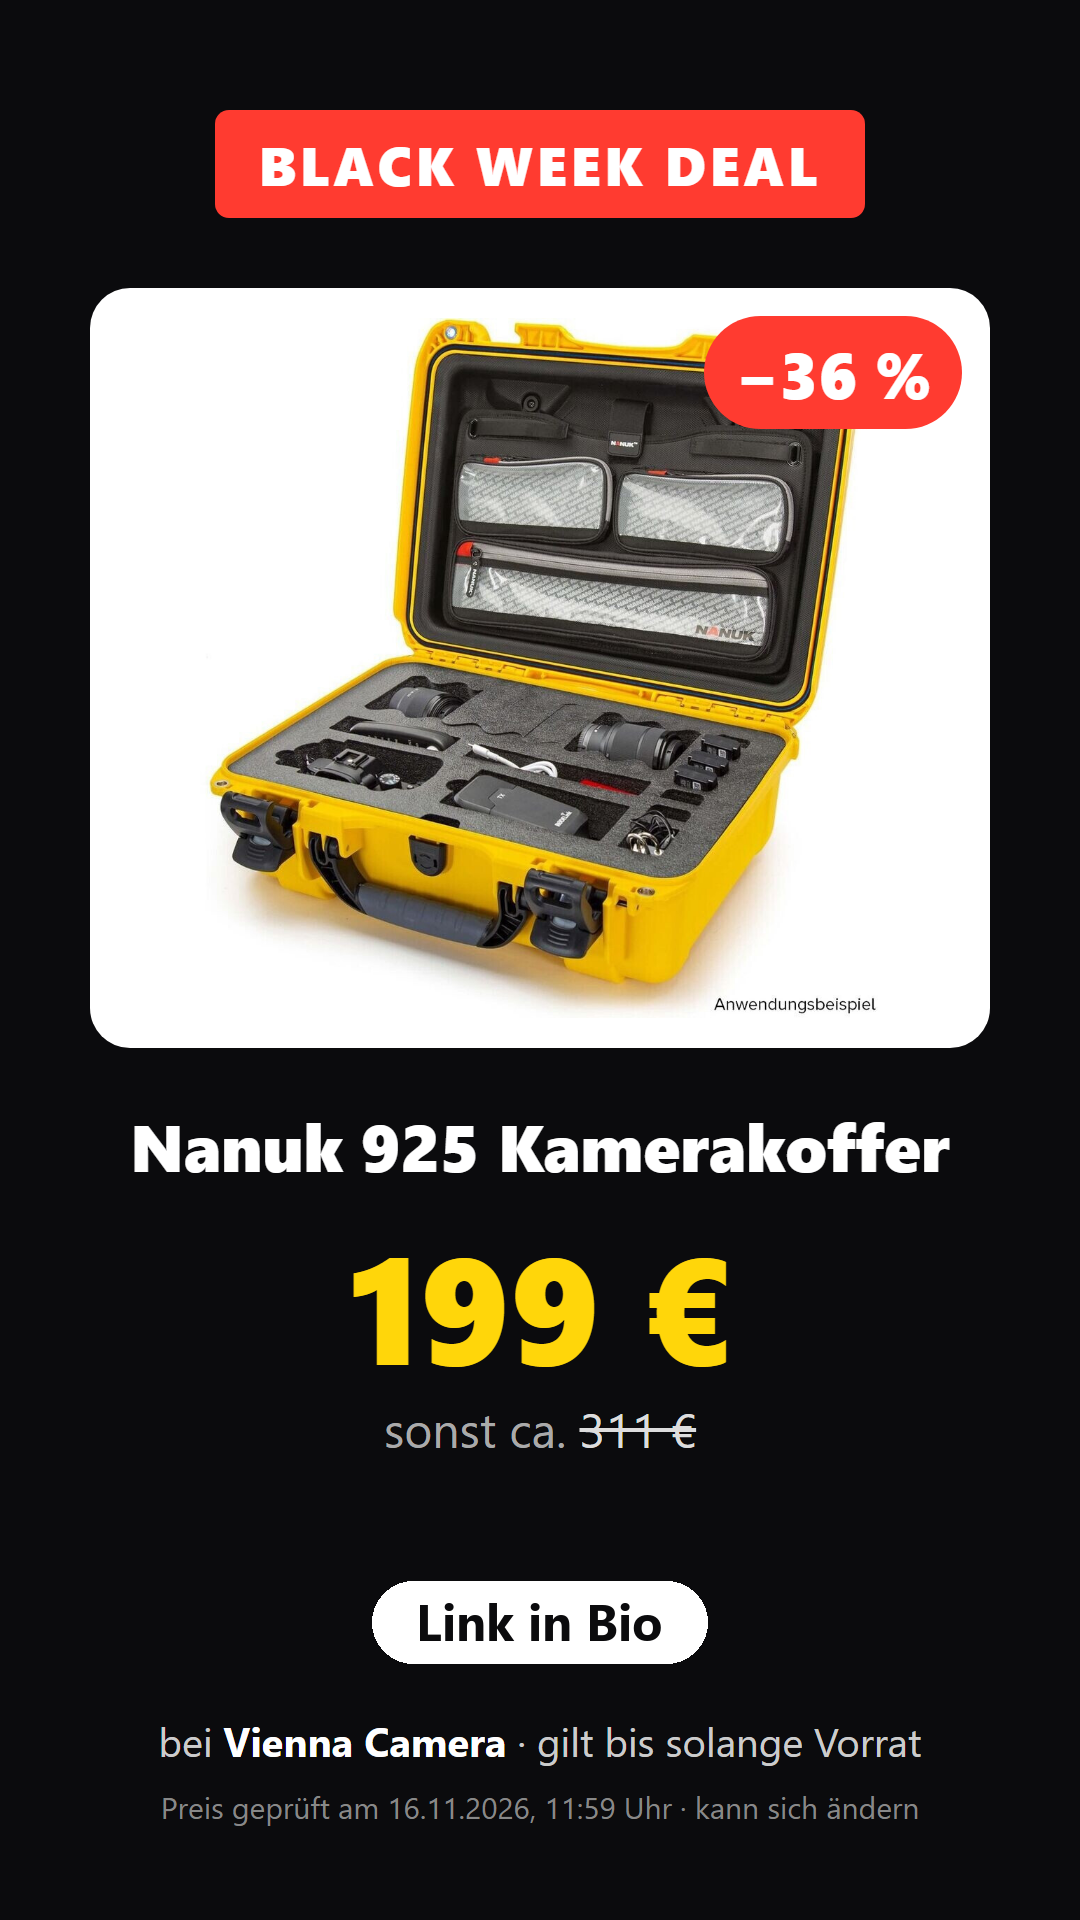 BLACK WEEK DEAL
–36 %
NANUK
NANUK
Anwendungsbeispiel
Nanuk 925 Kamerakoffer
199 €
sonst ca. 311 €
Link in Bio
bei Vienna Camera · gilt bis solange Vorrat
Preis geprüft am 16.11.2026, 11:59 Uhr · kann sich ändern